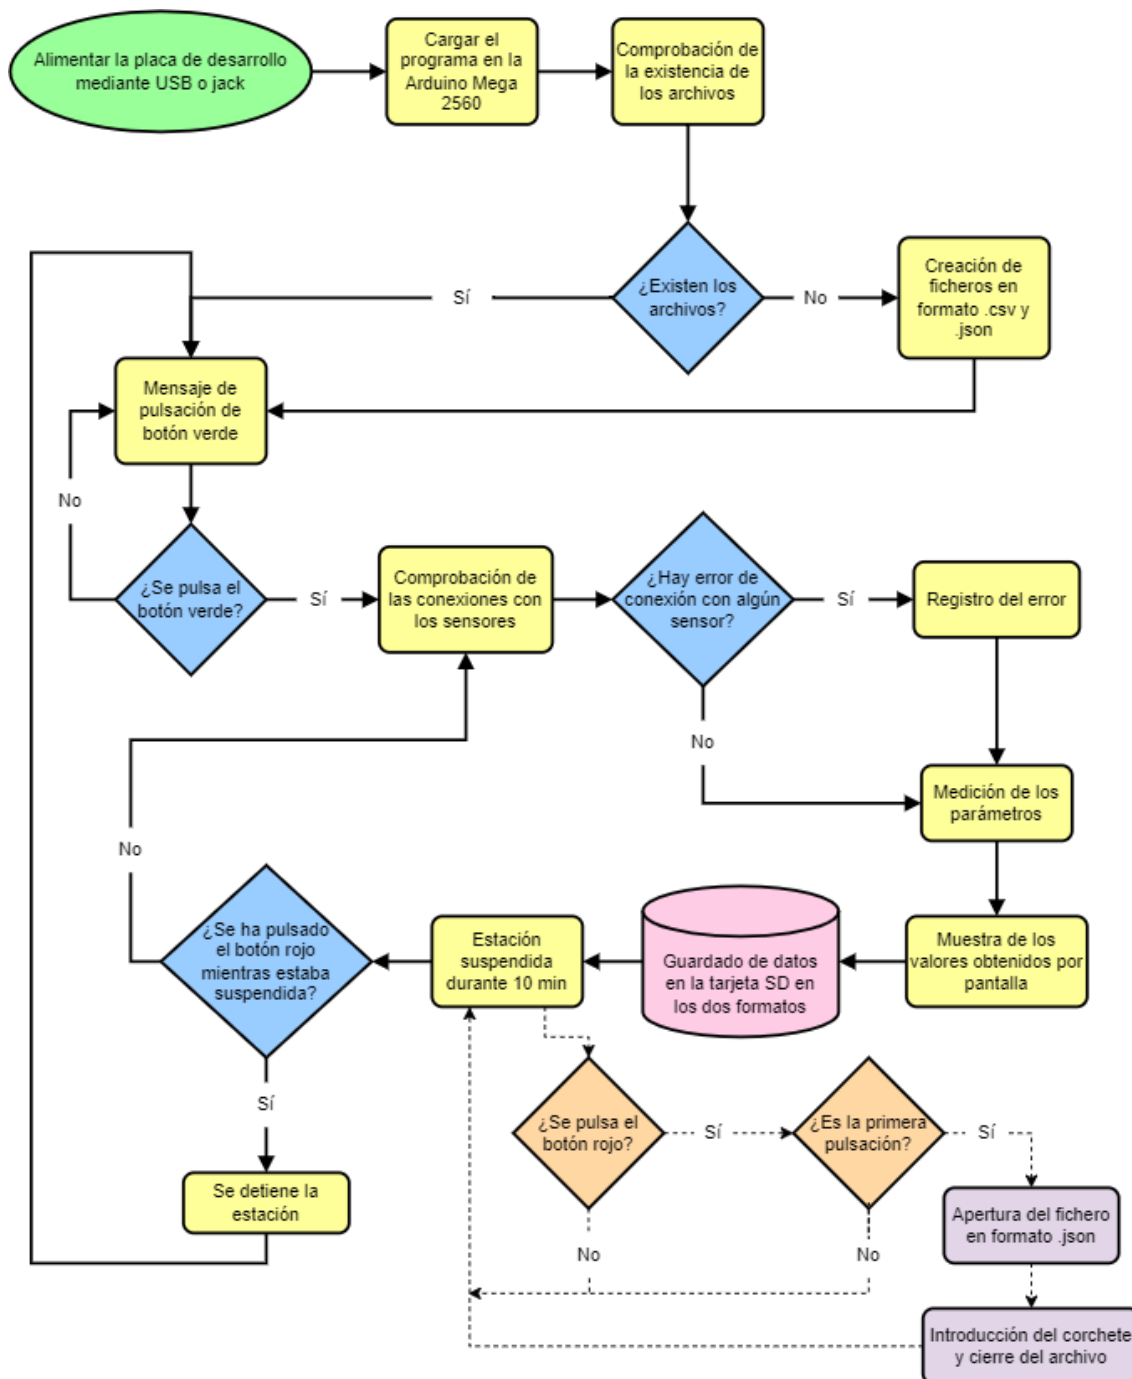 Alimentar la placa de desarrollo
mediante USB o jack
Cargar el
programa en la
Arduino Mega
2560
Comprobación de
la existencia de
los archivos
¿Existen los
archivos?
Sí
No
Creación de
ficheros en
formato .csv y
.json
Mensaje de
pulsación de
botón verde
No
¿Se pulsa el
botón verde?
Sí
Comprobación de
las conexiones con
los sensores
¿Hay error de
conexión con algún
sensor?
Sí
Registro del error
No
Medición de los
parámetros
No
¿Se ha pulsado
el botón rojo
mientras estaba
suspendida?
Estación
suspendida
durante 10 min
Guardado de datos
en la tarjeta SD en
los dos formatos
Muestra de los
valores obtenidos por
pantalla
Sí
¿Se pulsa el
botón rojo?
Sí
¿Es la primera
pulsación?
Sí
Se detiene la
estación
Apertura del fichero
en formato .json
No
No
Introducción del corchete
y cierre del archivo